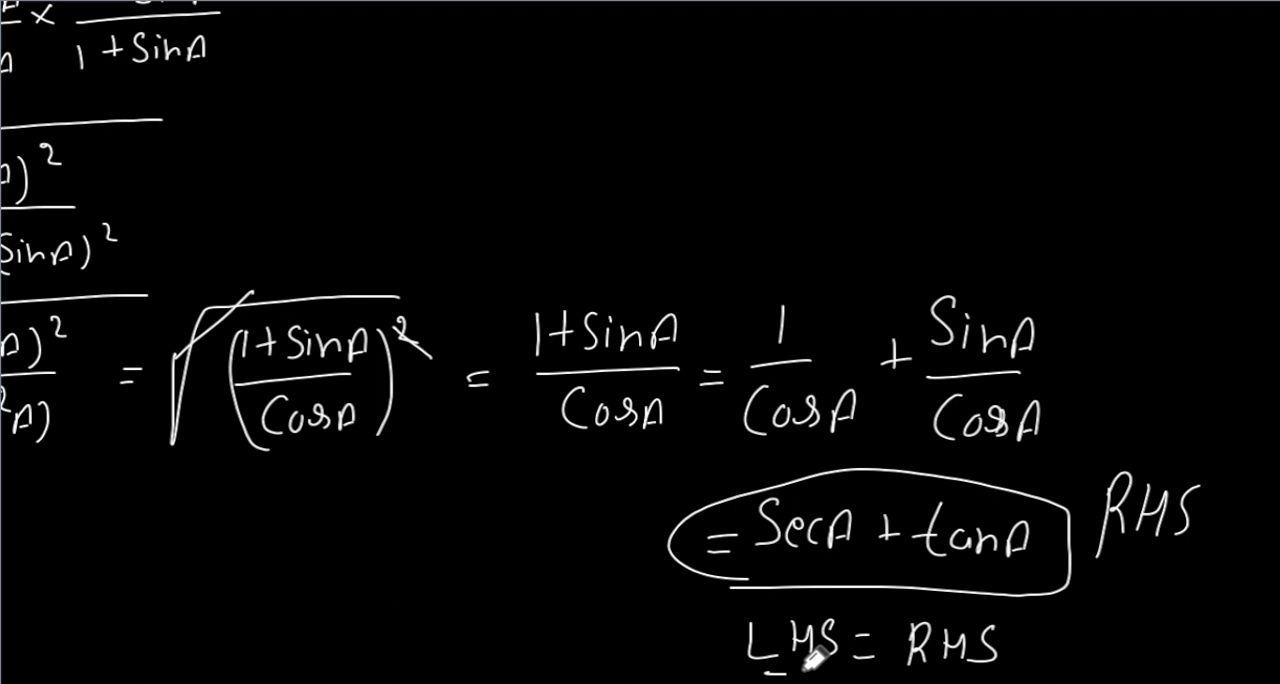 × 1 + SinA
)²
SinA)²
A)² / ²A) = √((1 + SinA / CosA)²) = 1 + SinA / CosA = 1 / CosA + SinA / CosA
= SecA + tanA RHS
LHS = RHS